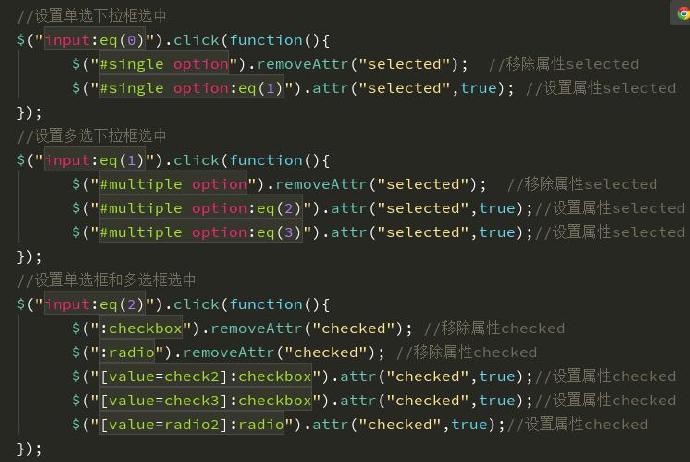 //设置单选下拉框选中
$("input:eq(0)").click(function(){
$("#single option").removeAttr("selected");  //移除属性selected
$("#single option:eq(1)").attr("selected",true); //设置属性selected
});
//设置多选下拉框选中
$("input:eq(1)").click(function(){
$("#multiple option").removeAttr("selected");  //移除属性selected
$("#multiple option:eq(2)").attr("selected",true);//设置属性selected
$("#multiple option:eq(3)").attr("selected",true);//设置属性selected
});
//设置单选框和多选框选中
$("input:eq(2)").click(function(){
$(":checkbox").removeAttr("checked"); //移除属性checked
$(":radio").removeAttr("checked"); //移除属性checked
$("[value=check2]:checkbox").attr("checked",true);//设置属性checked
$("[value=check3]:checkbox").attr("checked",true);//设置属性checked
$("[value=radio2]:radio").attr("checked",true);//设置属性checked
});